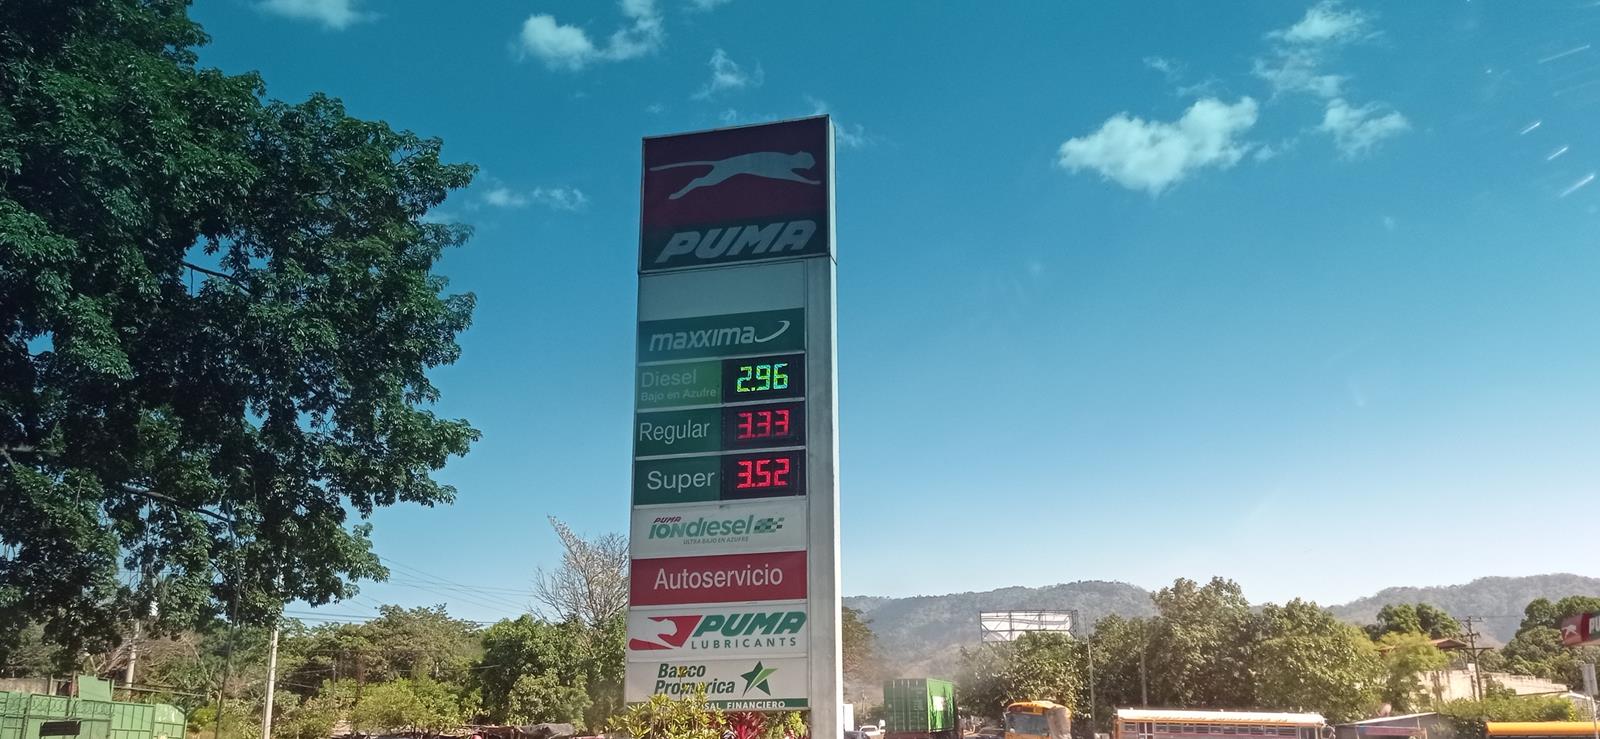 PUMA
maxxima
Diesel 2.96
Bajo en Azufre
Regular 3.33
Super 3.52
PUMA
iONdiesel
ULTRA BAJO EN AZUFRE
Autoservicio
PUMA
LUBRICANTS
Banco
Promerica
FINANCIERO